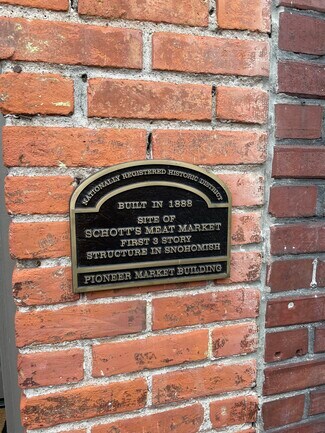 NATIONALLY REGISTERED HISTORIC DISTRICT
BUILT IN 1888
SITE OF
SCHOTT'S MEAT MARKET
FIRST 3 STORY
STRUCTURE IN SNOHOMISH
PIONEER MARKET BUILDING